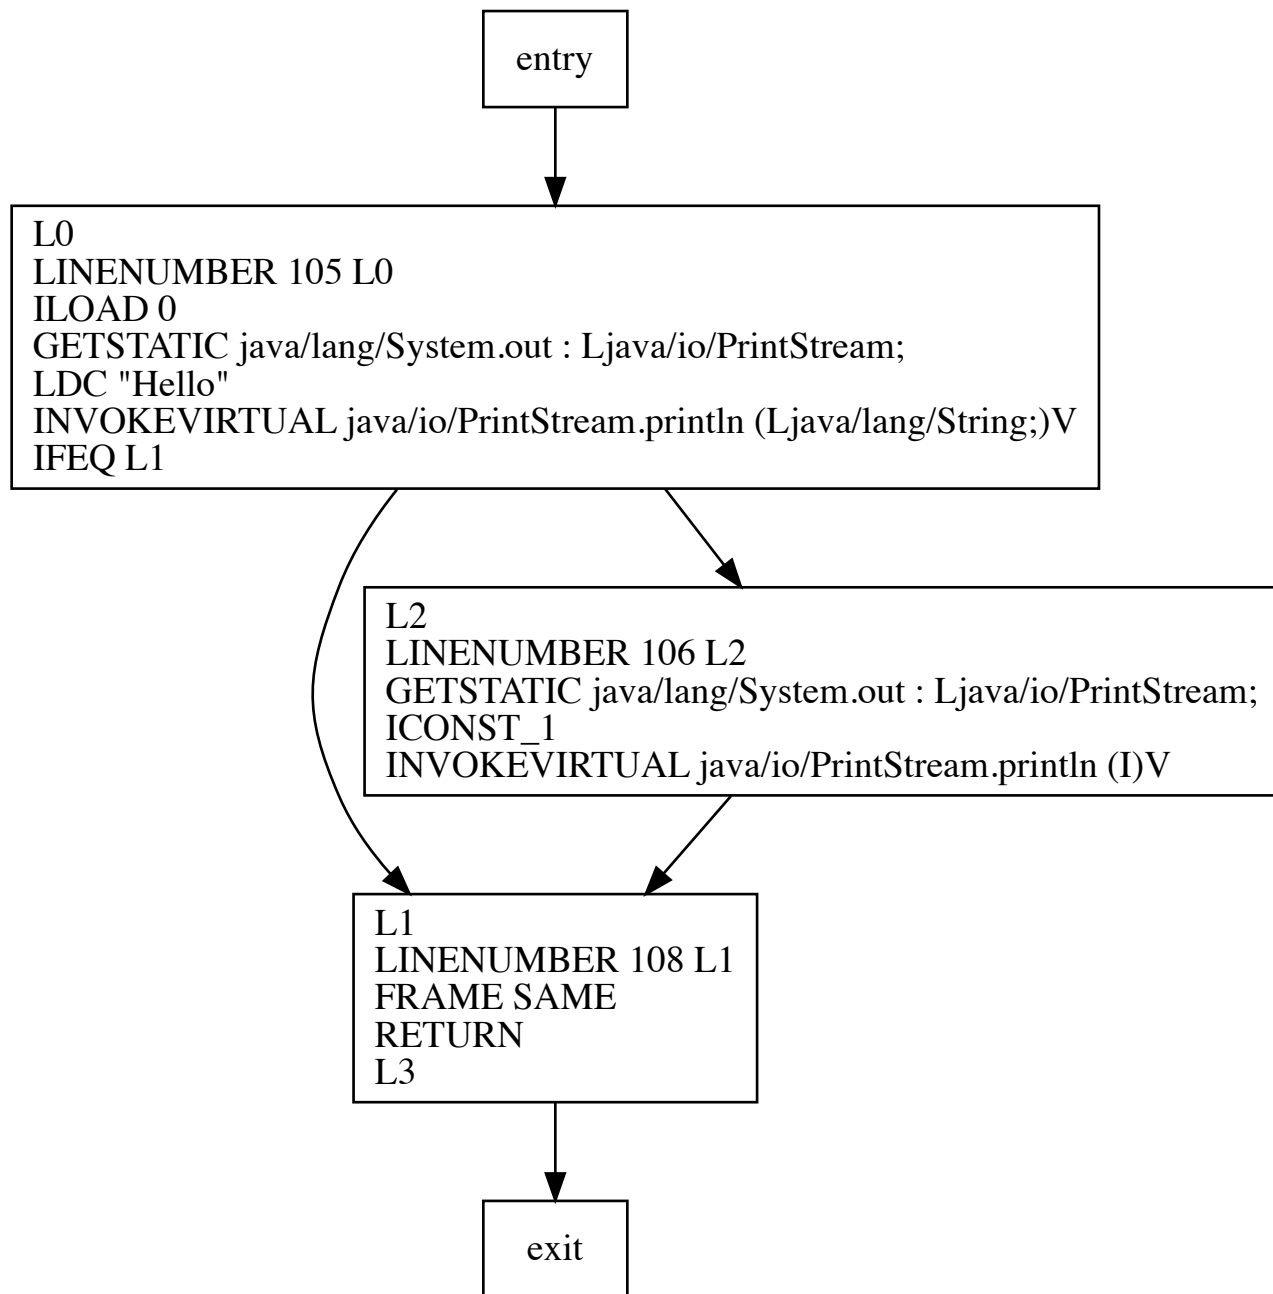 entry
L0
LINENUMBER 105 L0
ILOAD 0
GETSTATIC java/lang/System.out : Ljava/io/PrintStream;
LDC "Hello"
INVOKEVIRTUAL java/io/PrintStream.println (Ljava/lang/String;)V
IFEQ L1
L2
LINENUMBER 106 L2
GETSTATIC java/lang/System.out : Ljava/io/PrintStream;
ICONST_1
INVOKEVIRTUAL java/io/PrintStream.println (I)V
L1
LINENUMBER 108 L1
FRAME SAME
RETURN
L3
exit